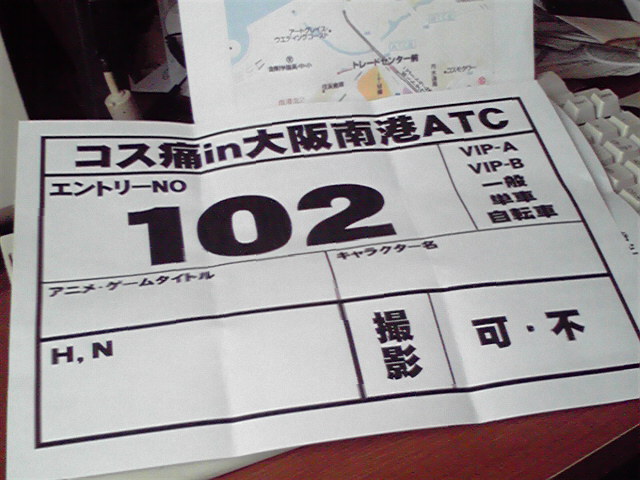 トレードセンター前
コス痛in大阪南港ATC
エントリーNO
102
VIP-A
VIP-B
一般
単車
自転車
アニメ・ゲームタイトル
キャラクター名
H,N
撮影
可・不